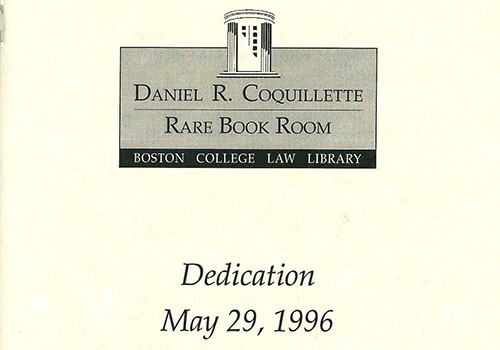 Daniel R. Coquillette
Rare Book Room
BOSTON COLLEGE LAW LIBRARY
Dedication
May 29, 1996